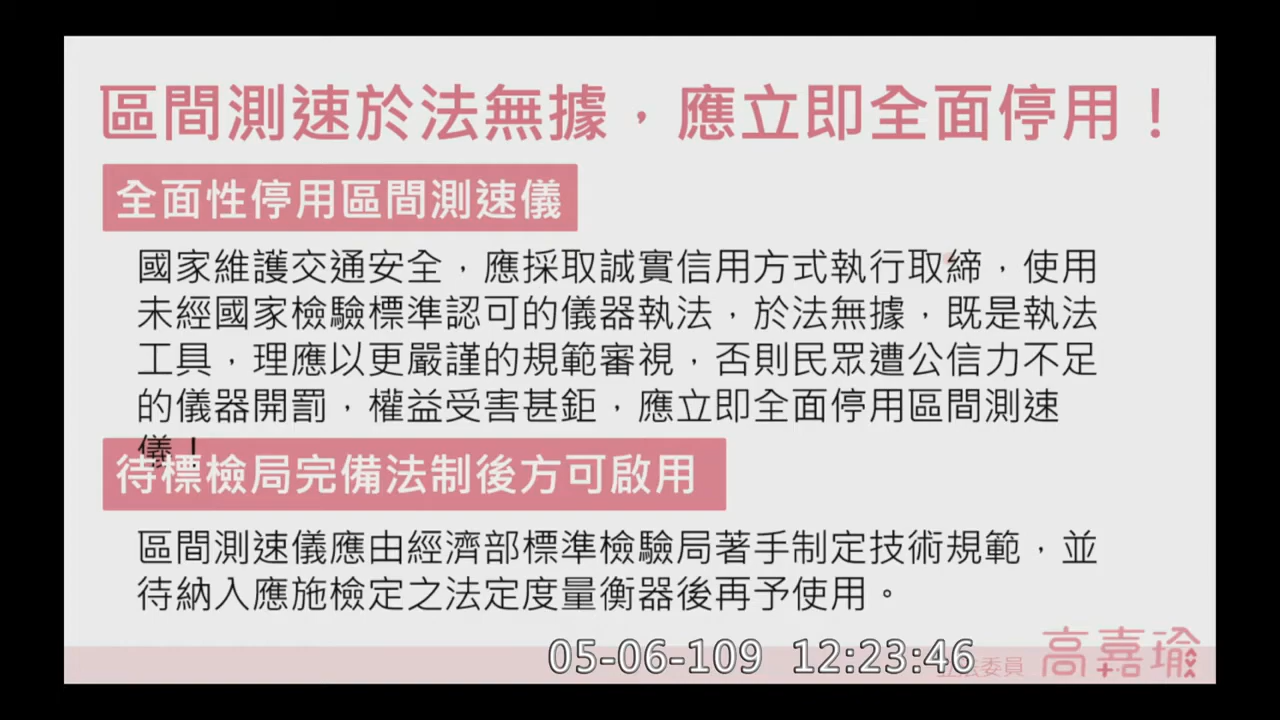 區間測速於法無據，應立即全面停用！
全面性停用區間測速儀
國家維護交通安全，應採取誠實信用方式執行取締，使用
未經國家檢驗標準認可的儀器執法，於法無據，既是執法
工具，理應以更嚴謹的規範審視，否則民眾遭公信力不足
的儀器開罰，權益受害甚鉅，應立即全面停用區間測速
儀！
待標檢局完備法制後方可啟用
區間測速儀應由經濟部標準檢驗局著手制定技術規範，並
待納入應施檢定之法定度量衡器後再予使用。
05-06-109 12:23:46
立法委員 高嘉瑜